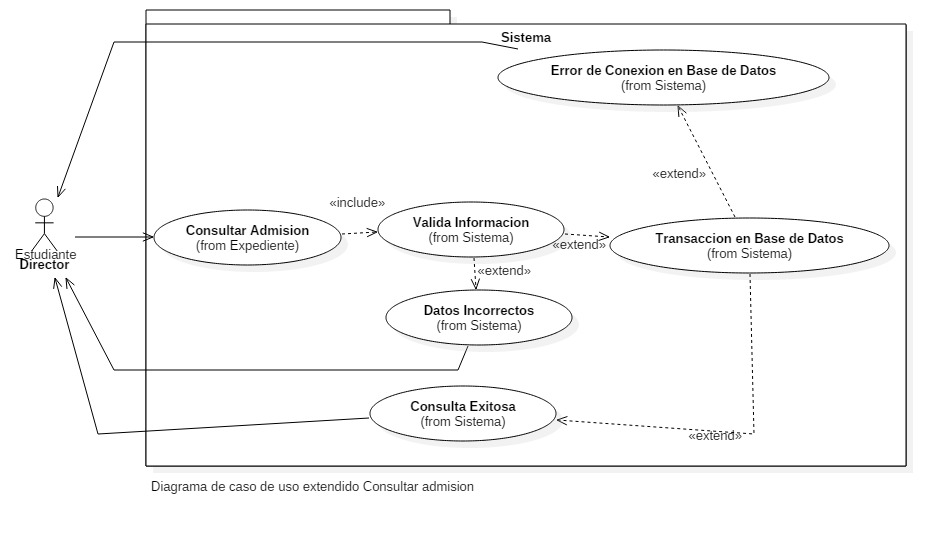 Sistema
Error de Conexion en Base de Datos
(from Sistema)
«extend»
«include»
Consultar Admision
(from Expediente)
Valida Informacion
(from Sistema)
«extend»
Transaccion en Base de Datos
(from Sistema)
Estudiante
Director
«extend»
Datos Incorrectos
(from Sistema)
Consulta Exitosa
(from Sistema)
«extend»
Diagrama de caso de uso extendido Consultar admision